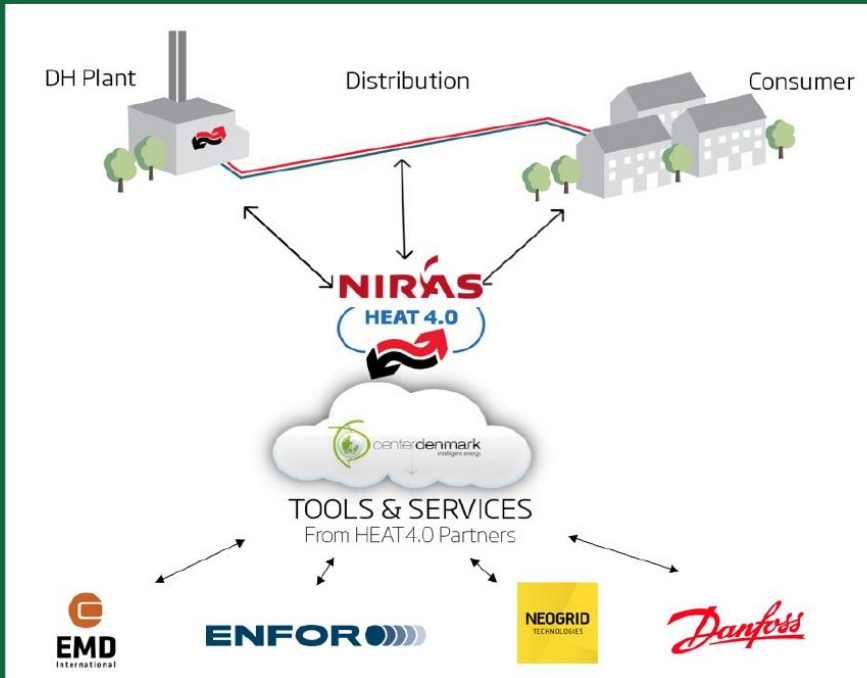 DH Plant
Distribution
Consumer
NIRAS
HEAT 4.0
centerdenmark
intelligent energy
TOOLS & SERVICES
From HEAT4.0 Partners
EMD
International
ENFOR
NEOGRID
TECHNOLOGIES
Danfoss